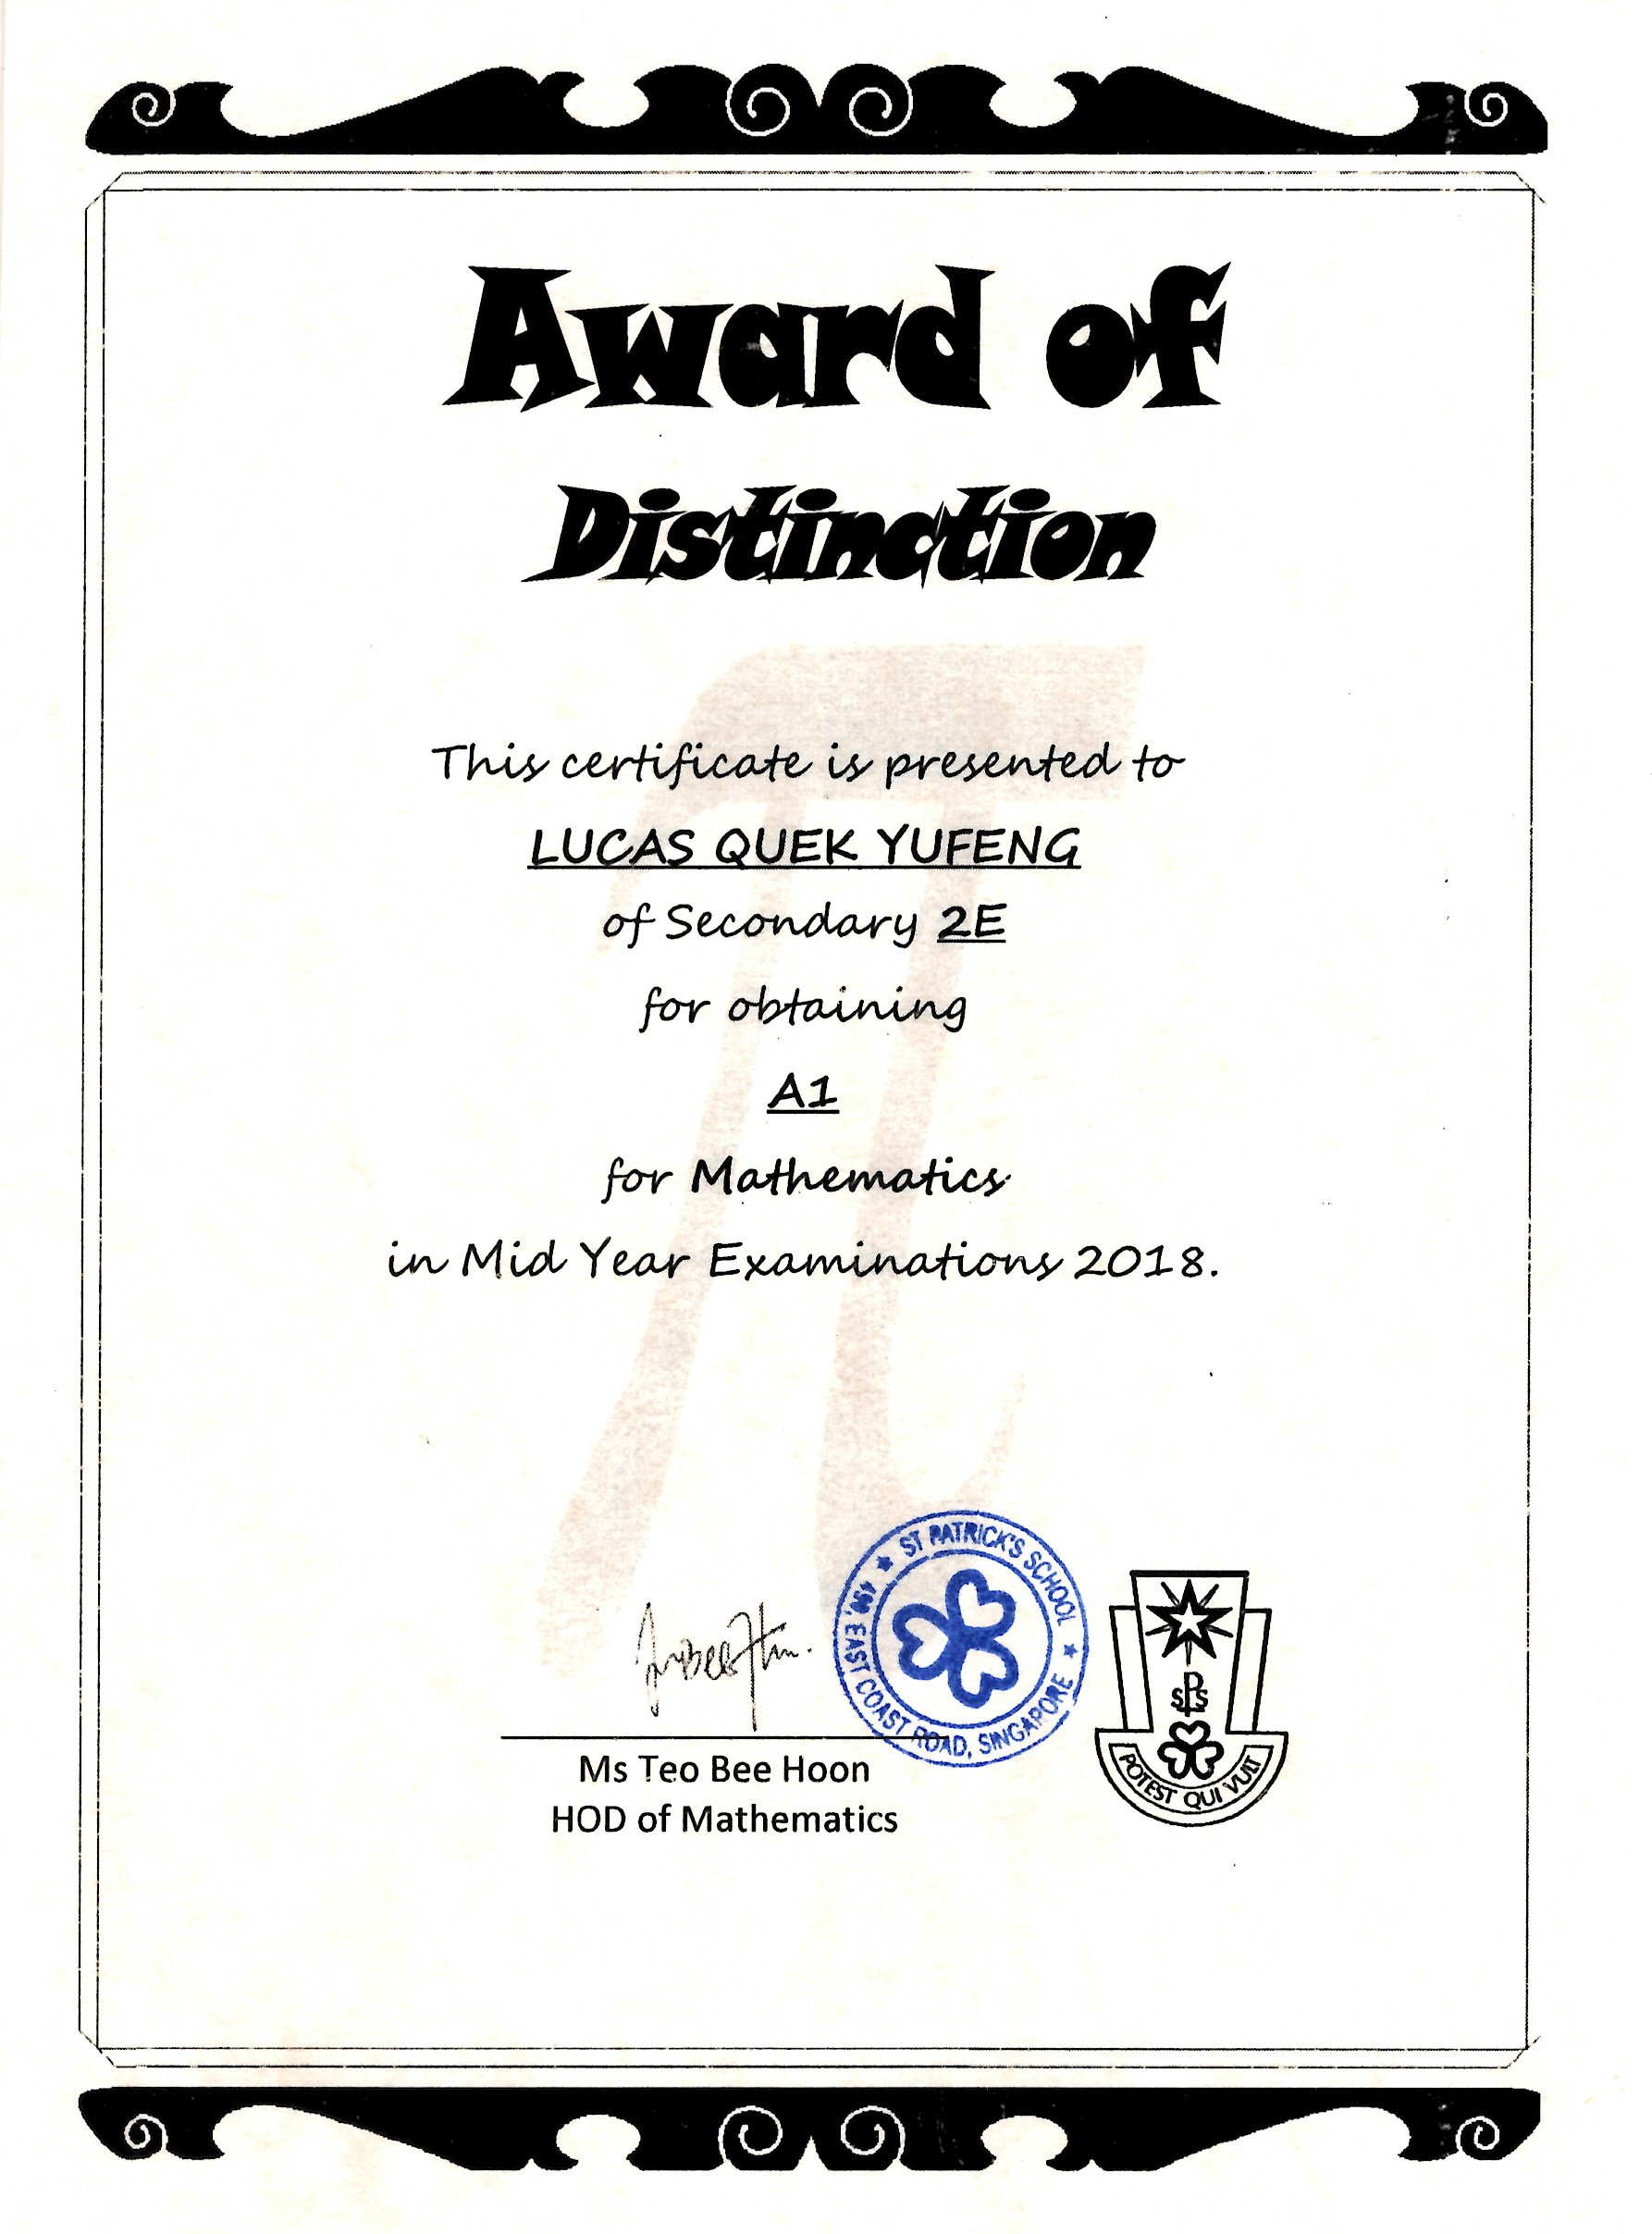 Award of
Distinction
This certificate is presented to
LUCAS QUEK YUFENG
of Secondary 2E
for obtaining
A1
for Mathematics
in Mid Year Examinations 2018.
ST PATRICK'S SCHOOL
490, EAST COAST ROAD, SINGAPORE
SPS
POTEST QUI VULT
Ms Teo Bee Hoon
HOD of Mathematics